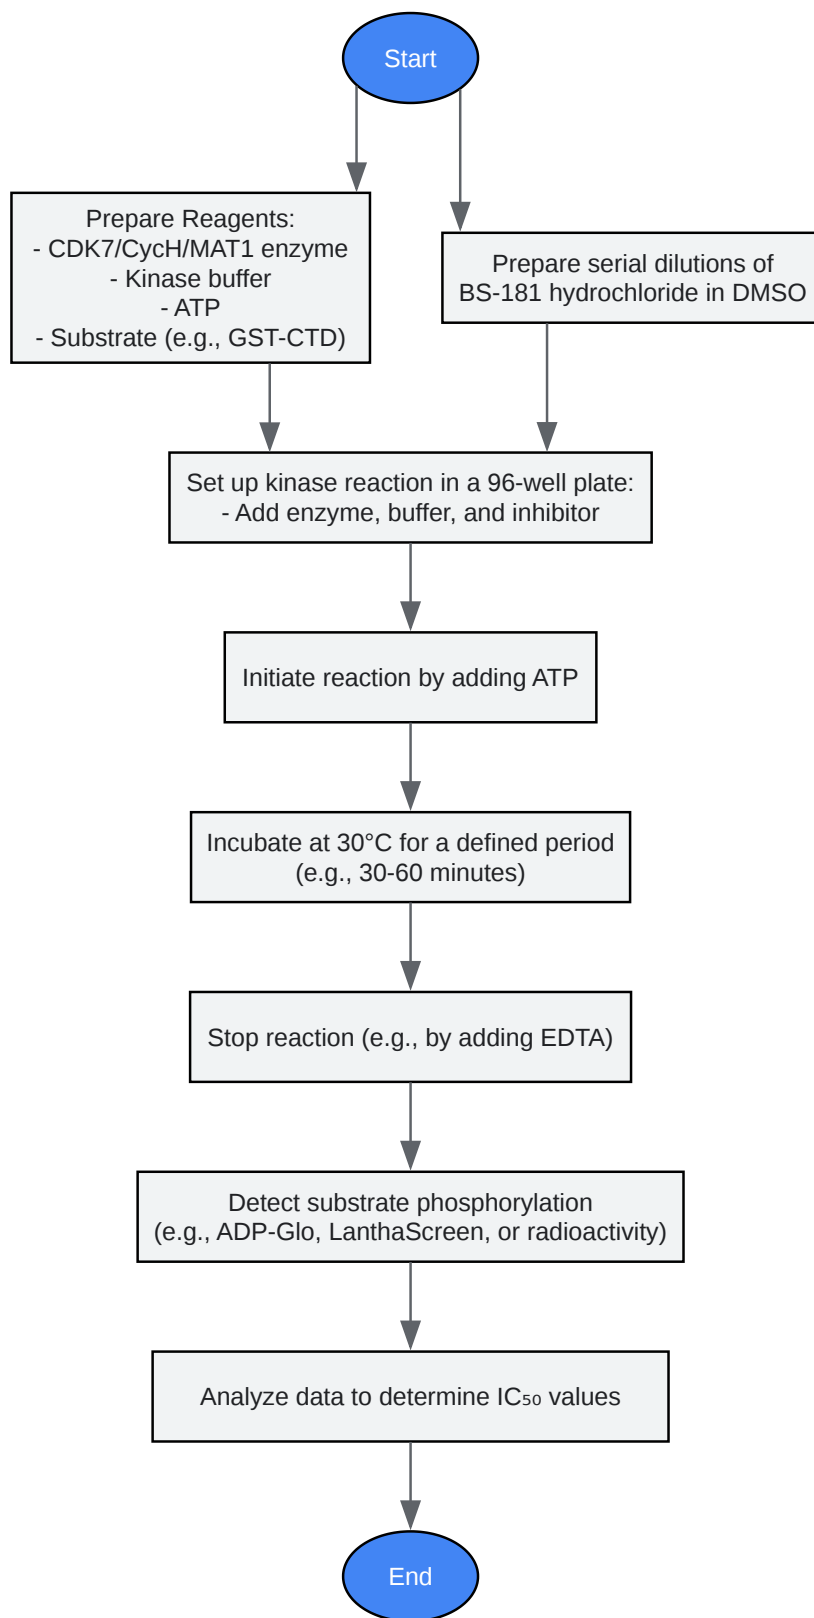 Start
Prepare Reagents:
- CDK7/CycH/MAT1 enzyme
- Kinase buffer
- ATP
- Substrate (e.g., GST-CTD)
Prepare serial dilutions of
BS-181 hydrochloride in DMSO
Set up kinase reaction in a 96-well plate:
- Add enzyme, buffer, and inhibitor
Initiate reaction by adding ATP
Incubate at 30°C for a defined period
(e.g., 30-60 minutes)
Stop reaction (e.g., by adding EDTA)
Detect substrate phosphorylation
(e.g., ADP-Glo, LanthaScreen, or radioactivity)
Analyze data to determine IC₅₀ values
End